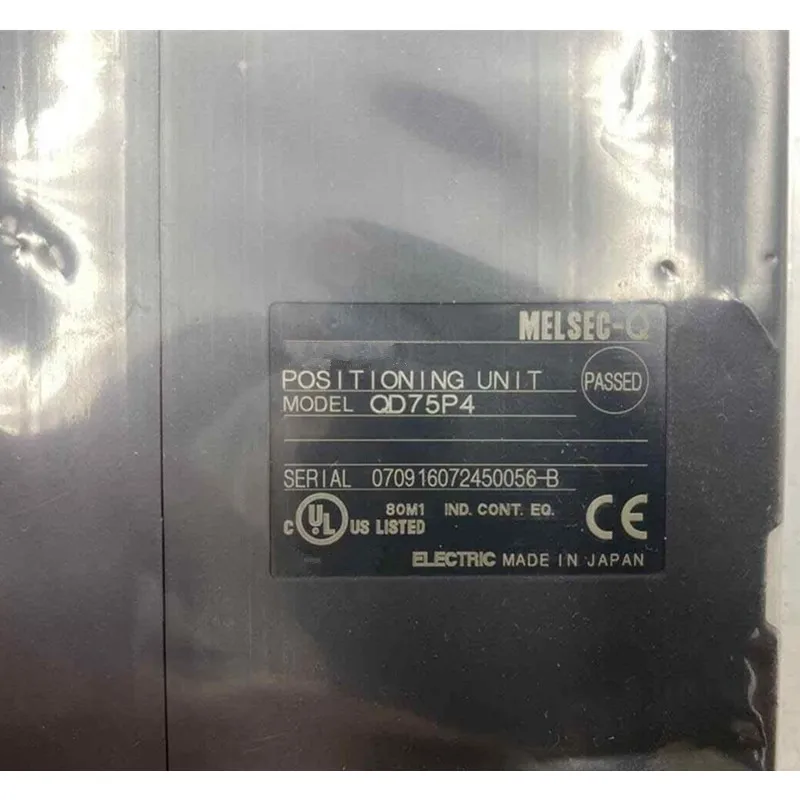 MELSEC-Q
POSITIONING UNIT
PASSED
MODEL QD75P4
SERIAL 070916072450056-B
C UL US LISTED 80M1 IND. CONT. EQ. CE
ELECTRIC MADE IN JAPAN